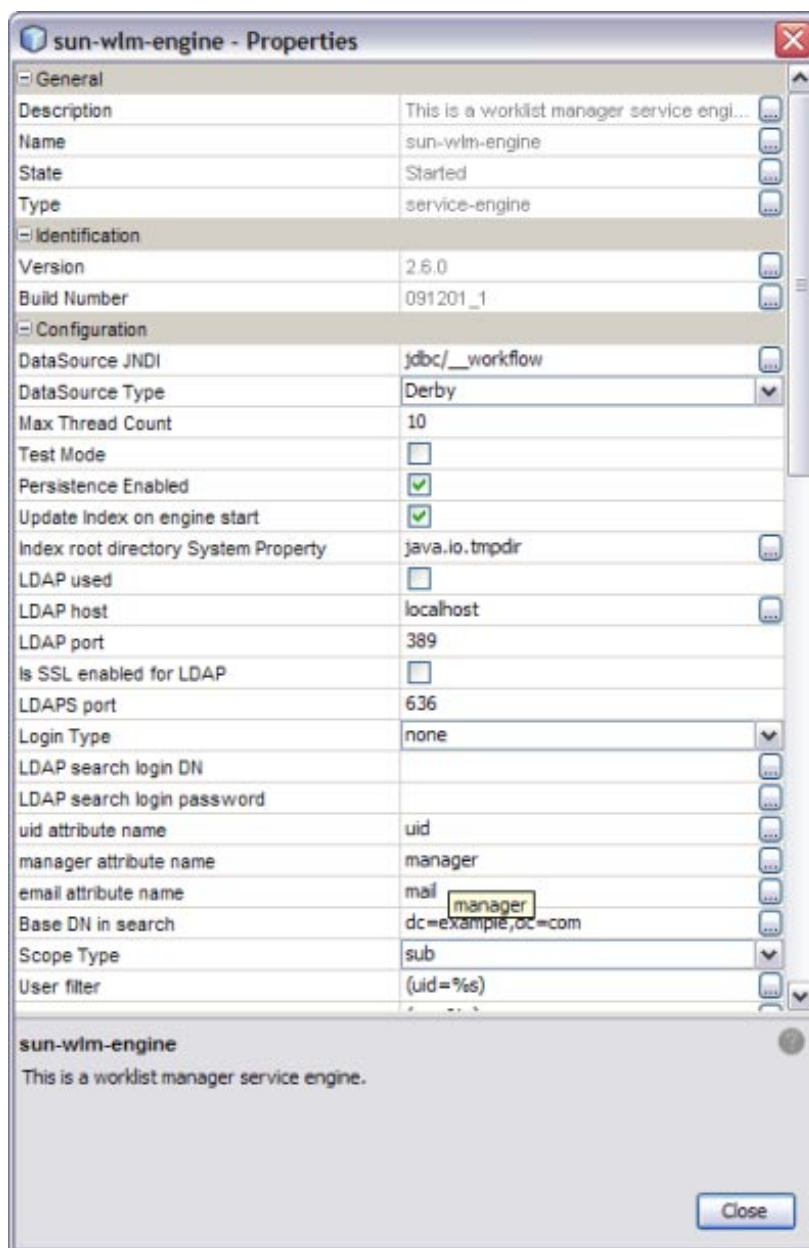 sun-wlm-engine - Properties
General
Description This is a worklist manager service engi...
Name sun-wlm-engine
State Started
Type service-engine
Identification
Version 2.6.0
Build Number 091201_1
Configuration
DataSource JNDI jdbc/__workflow
DataSource Type Derby
Max Thread Count 10
Test Mode
Persistence Enabled
Update Index on engine start
Index root directory System Property java.io.tmpdir
LDAP used
LDAP host localhost
LDAP port 389
Is SSL enabled for LDAP
LDAPS port 636
Login Type none
LDAP search login DN
LDAP search login password
uid attribute name uid
manager attribute name manager
email attribute name mail
manager
Base DN in search dc=example,dc=com
Scope Type sub
User filter (uid=%s)
sun-wlm-engine
This is a worklist manager service engine.
Close